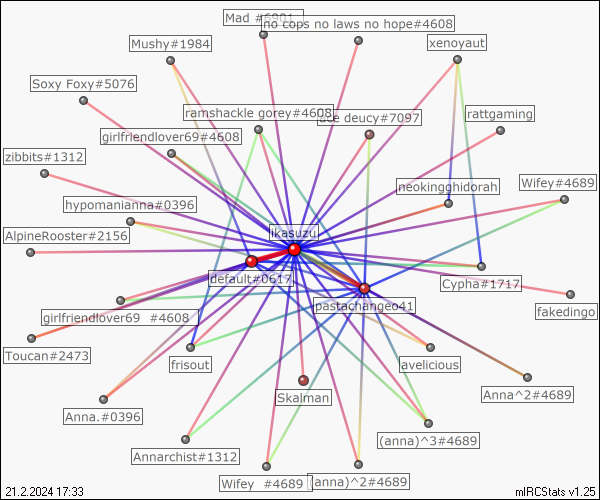 Mad #6901
no cops no laws no hope#4608
Mushy#1984
xenoyaut
Soxy Foxy#5076
ramshackle gorey#4608
ace deucy#7097
rattgaming
girlfriendlover69#4608
zibbits#1312
neokingghidorah
Wifey#4689
hypomanianna#0396
likasuzu
AlpineRooster#2156
default#0617
Cypha#1717
pastachangeo41
fakedingo
girlfriendlover69 #4608
Toucan#2473
frisout
avelicious
Skalman
Anna^2#4689
Anna.#0396
(anna)^3#4689
Annarchist#1312
Wifey #4689
(anna)^2#4689
21.2.2024 17:33
mIRCStats v1.25